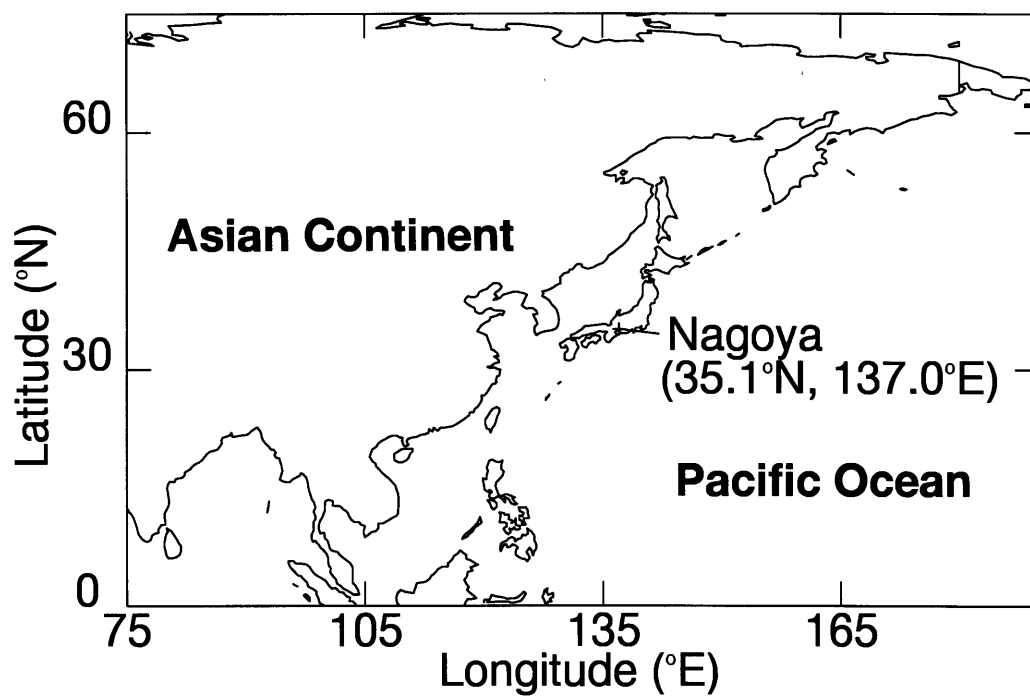 60
Asian Continent
Latitude (°N)
Nagoya
30
(35.1°N, 137.0°E)
Pacific Ocean
0
75
105
135
165
Longitude (°E)